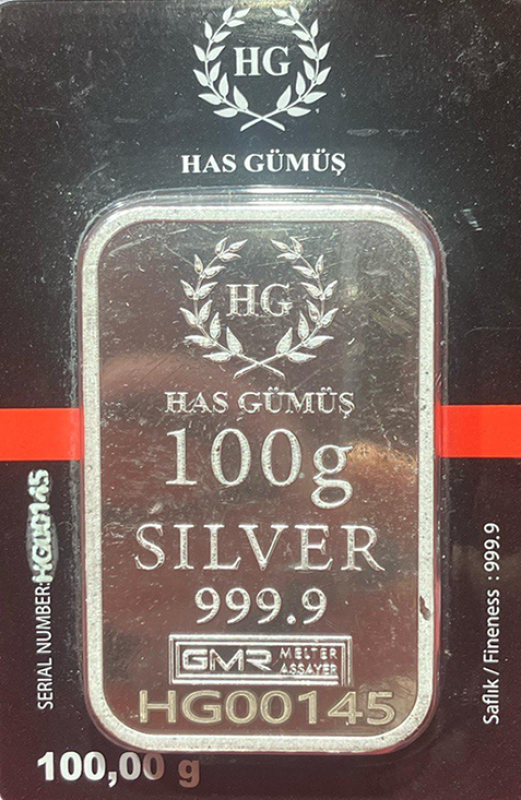 HG
HAS GÜMÜŞ
HG
HAS GÜMÜŞ
100g
SILVER
999.9
GMR MELTER
ASSAYER
HG00145
SERIAL NUMBER:HG00145
Saflık / Fineness : 999.9
100,00 g